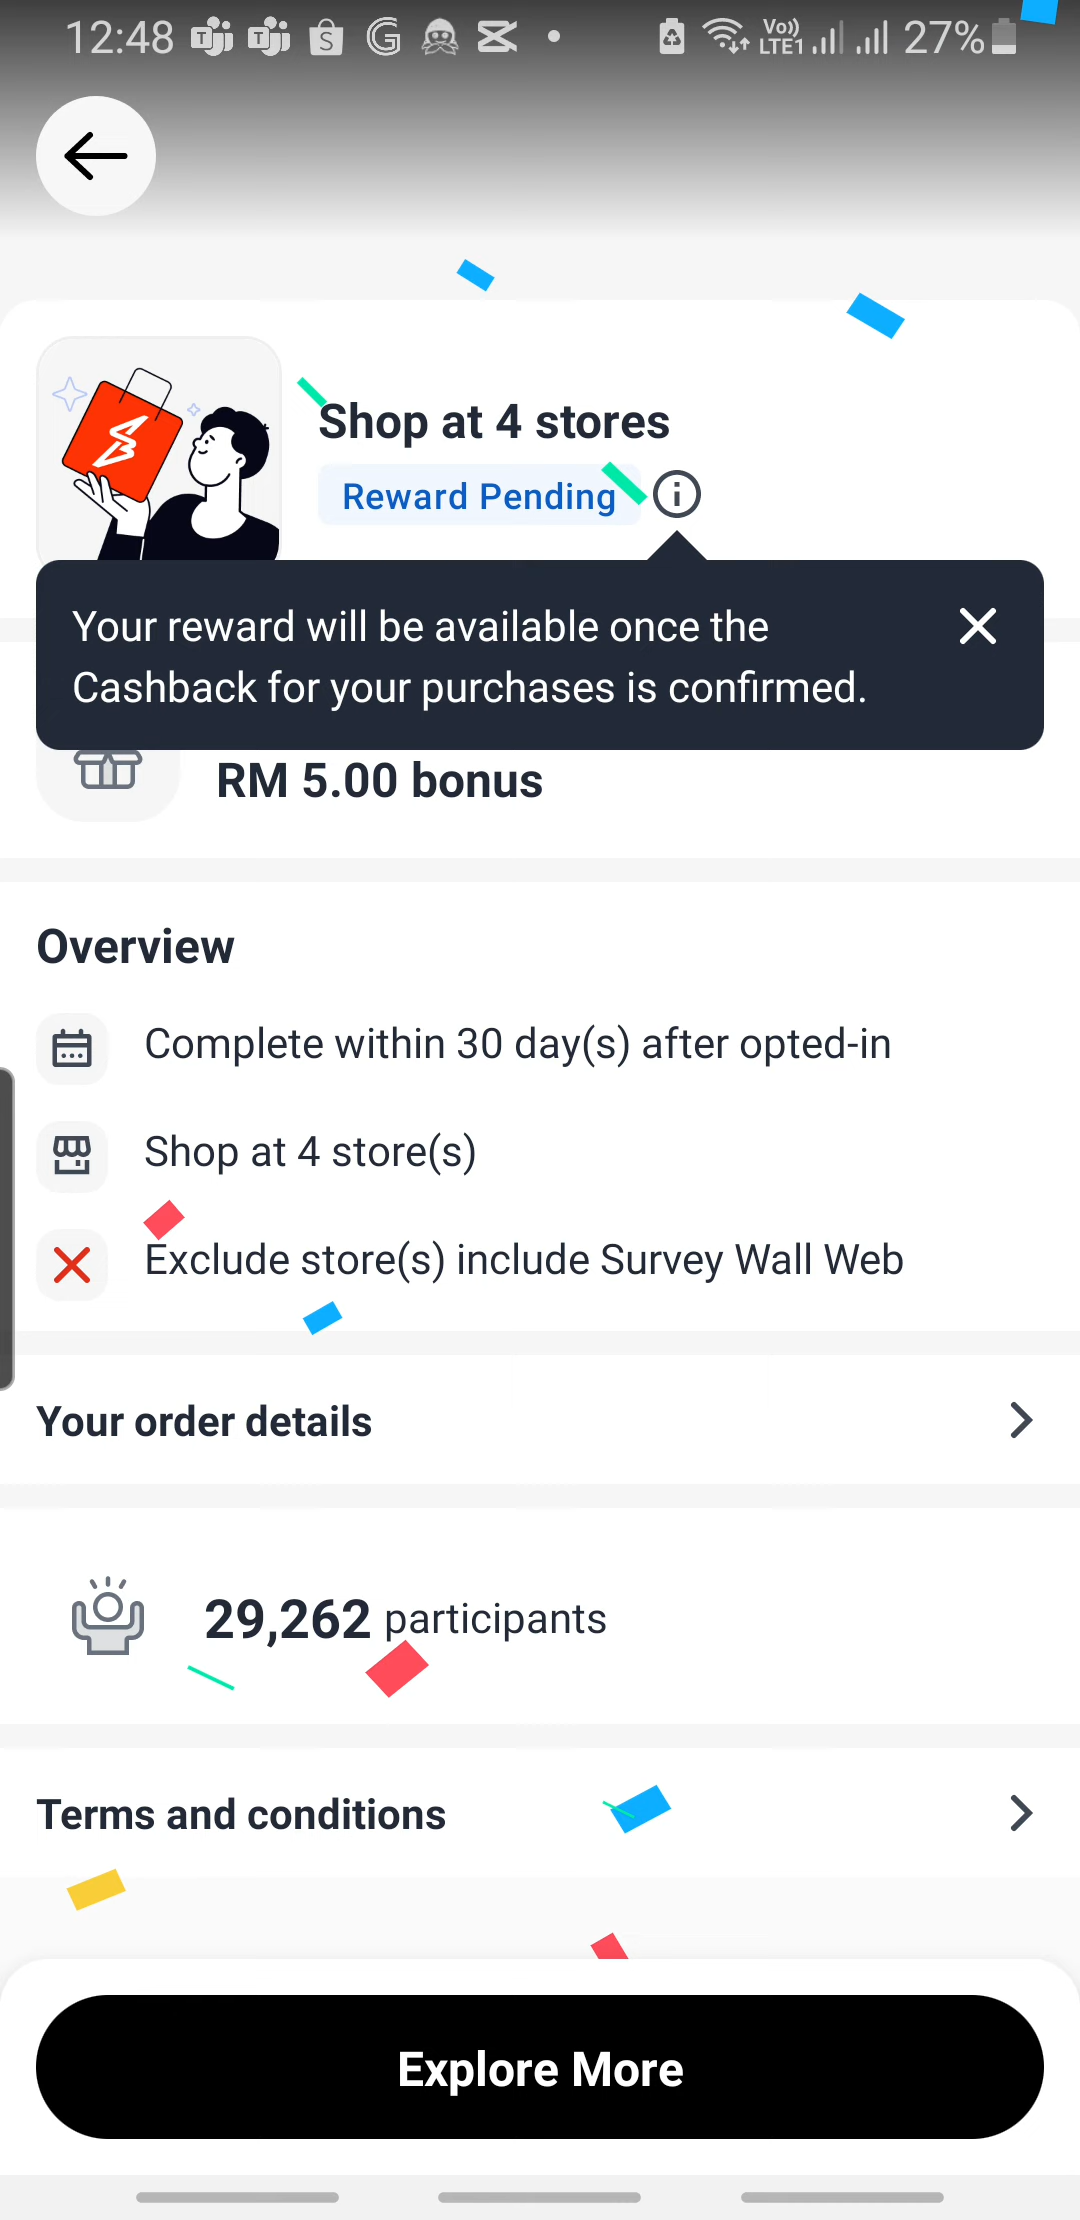 12:48
Vo))
LTE1
27%
Shop at 4 stores
Reward Pending
Your reward will be available once the
Cashback for your purchases is confirmed.
RM 5.00 bonus
Overview
Complete within 30 day(s) after opted-in
Shop at 4 store(s)
Exclude store(s) include Survey Wall Web
Your order details
29,262 participants
Terms and conditions
Explore More